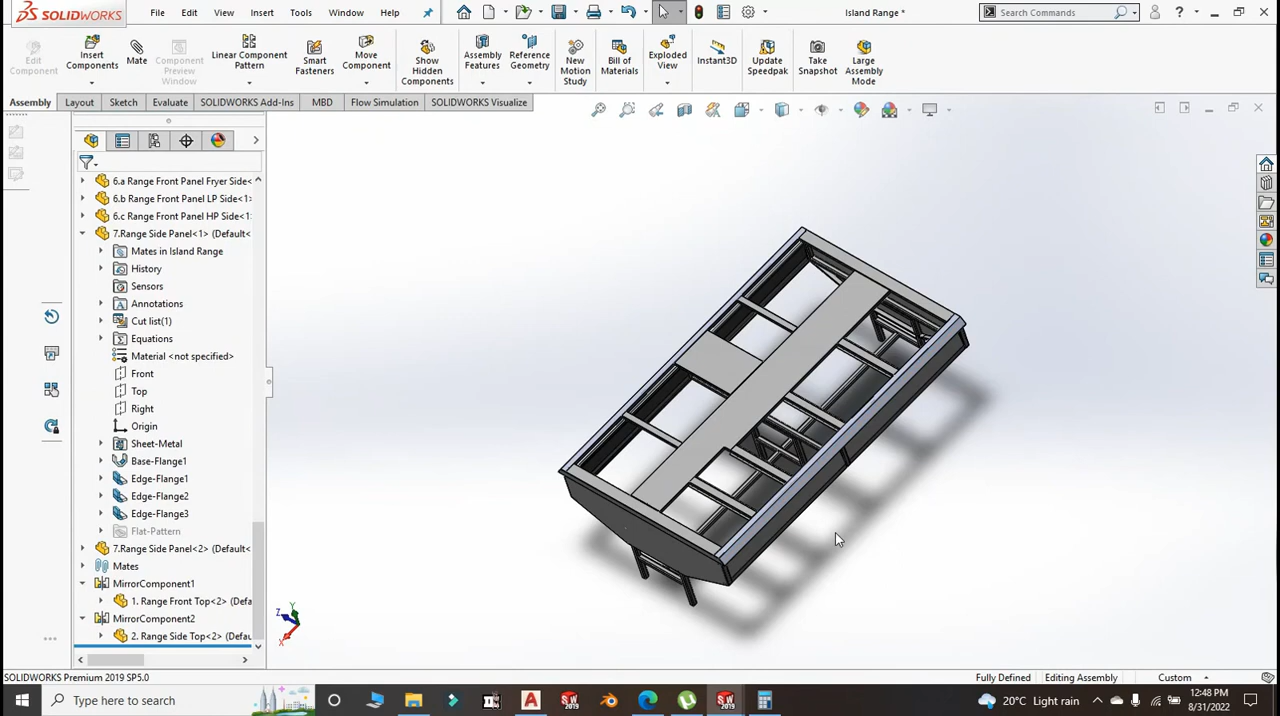 SOLIDWORKS File Edit View Insert Tools Window Help Island Range * Search Commands ?
Edit Component Insert Components Mate Component Preview Window Linear Component Pattern Smart Fasteners Move Component Show Hidden Components Assembly Features Reference Geometry New Motion Study Bill of Materials Exploded View Instant3D Update Speedpak Take Snapshot Large Assembly Mode
Assembly Layout Sketch Evaluate SOLIDWORKS Add-Ins MBD Flow Simulation SOLIDWORKS Visualize
6.a Range Front Panel Fryer Side<
6.b Range Front Panel LP Side<1>
6.c Range Front Panel HP Side<1>
7.Range Side Panel<1> (Default<
Mates in Island Range
History
Sensors
Annotations
Cut list(1)
Equations
Material <not specified>
Front
Top
Right
Origin
Sheet-Metal
Base-Flange1
Edge-Flange1
Edge-Flange2
Edge-Flange3
Flat-Pattern
7.Range Side Panel<2> (Default<
Mates
MirrorComponent1
1. Range Front Top<2> (Defa
MirrorComponent2
2. Range Side Top<2> (Defau
Z Y X
SOLIDWORKS Premium 2019 SP5.0 Fully Defined Editing Assembly Custom
Type here to search 20°C Light rain 12:48 PM
8/31/2022